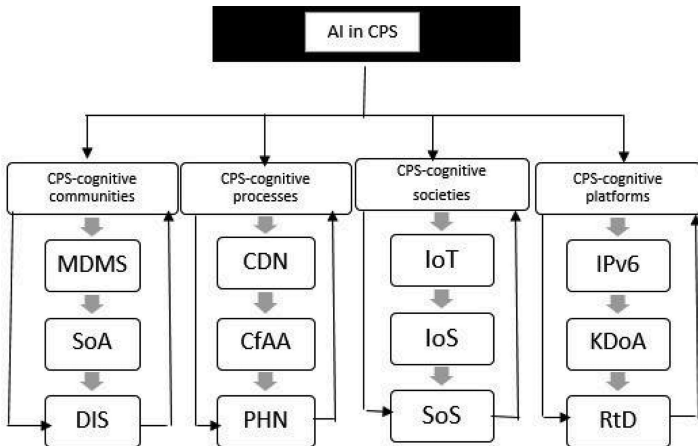 AI in CPS
CPS-cognitive
communities
CPS-cognitive
processes
CPS-cognitive
societies
CPS-cognitive
platforms
MDMS
CDN
IoT
IPv6
SoA
CfAA
IoS
KDoA
DIS
PHN
SoS
RtD